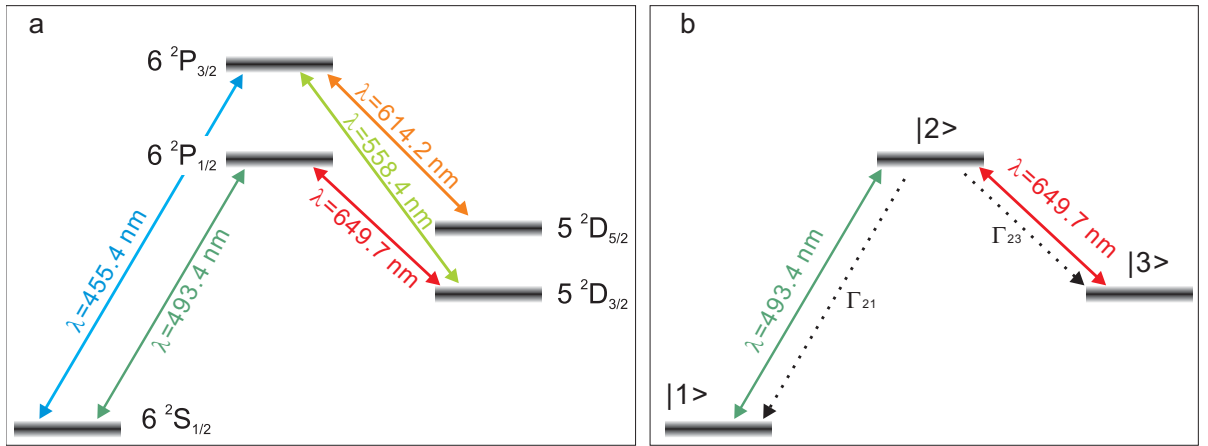 a
6 ²P₃/₂
λ=614.2 nm
λ=558.4 nm
6 ²P₁/₂
λ=455.4 nm
λ=493.4 nm
λ=649.7 nm
5 ²D₅/₂
5 ²D₃/₂
6 ²S₁/₂
b
|2>
λ=493.4 nm
Γ₂₁
Γ₂₃
λ=649.7 nm
|3>
|1>